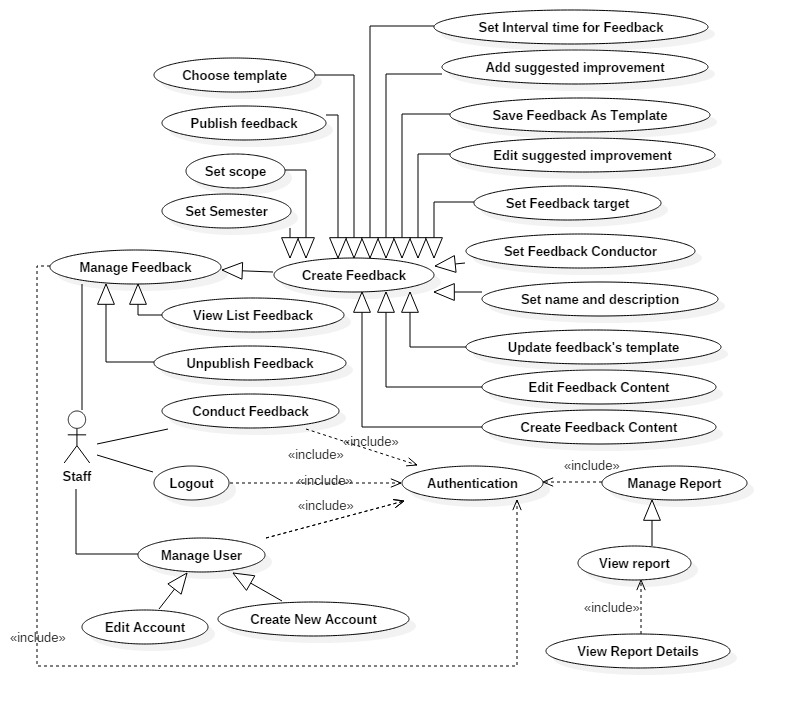 Set Interval time for Feedback
Choose template
Add suggested improvement
Publish feedback
Save Feedback As Template
Edit suggested improvement
Set scope
Set Semester
Set Feedback target
Set Feedback Conductor
Manage Feedback
Create Feedback
Set name and description
View List Feedback
Update feedback's template
Unpublish Feedback
Edit Feedback Content
Conduct Feedback
Create Feedback Content
«include»
«include»
«include»
Staff
Logout
«include»
Authentication
Manage Report
«include»
Manage User
View report
«include»
Edit Account
Create New Account
«include»
View Report Details